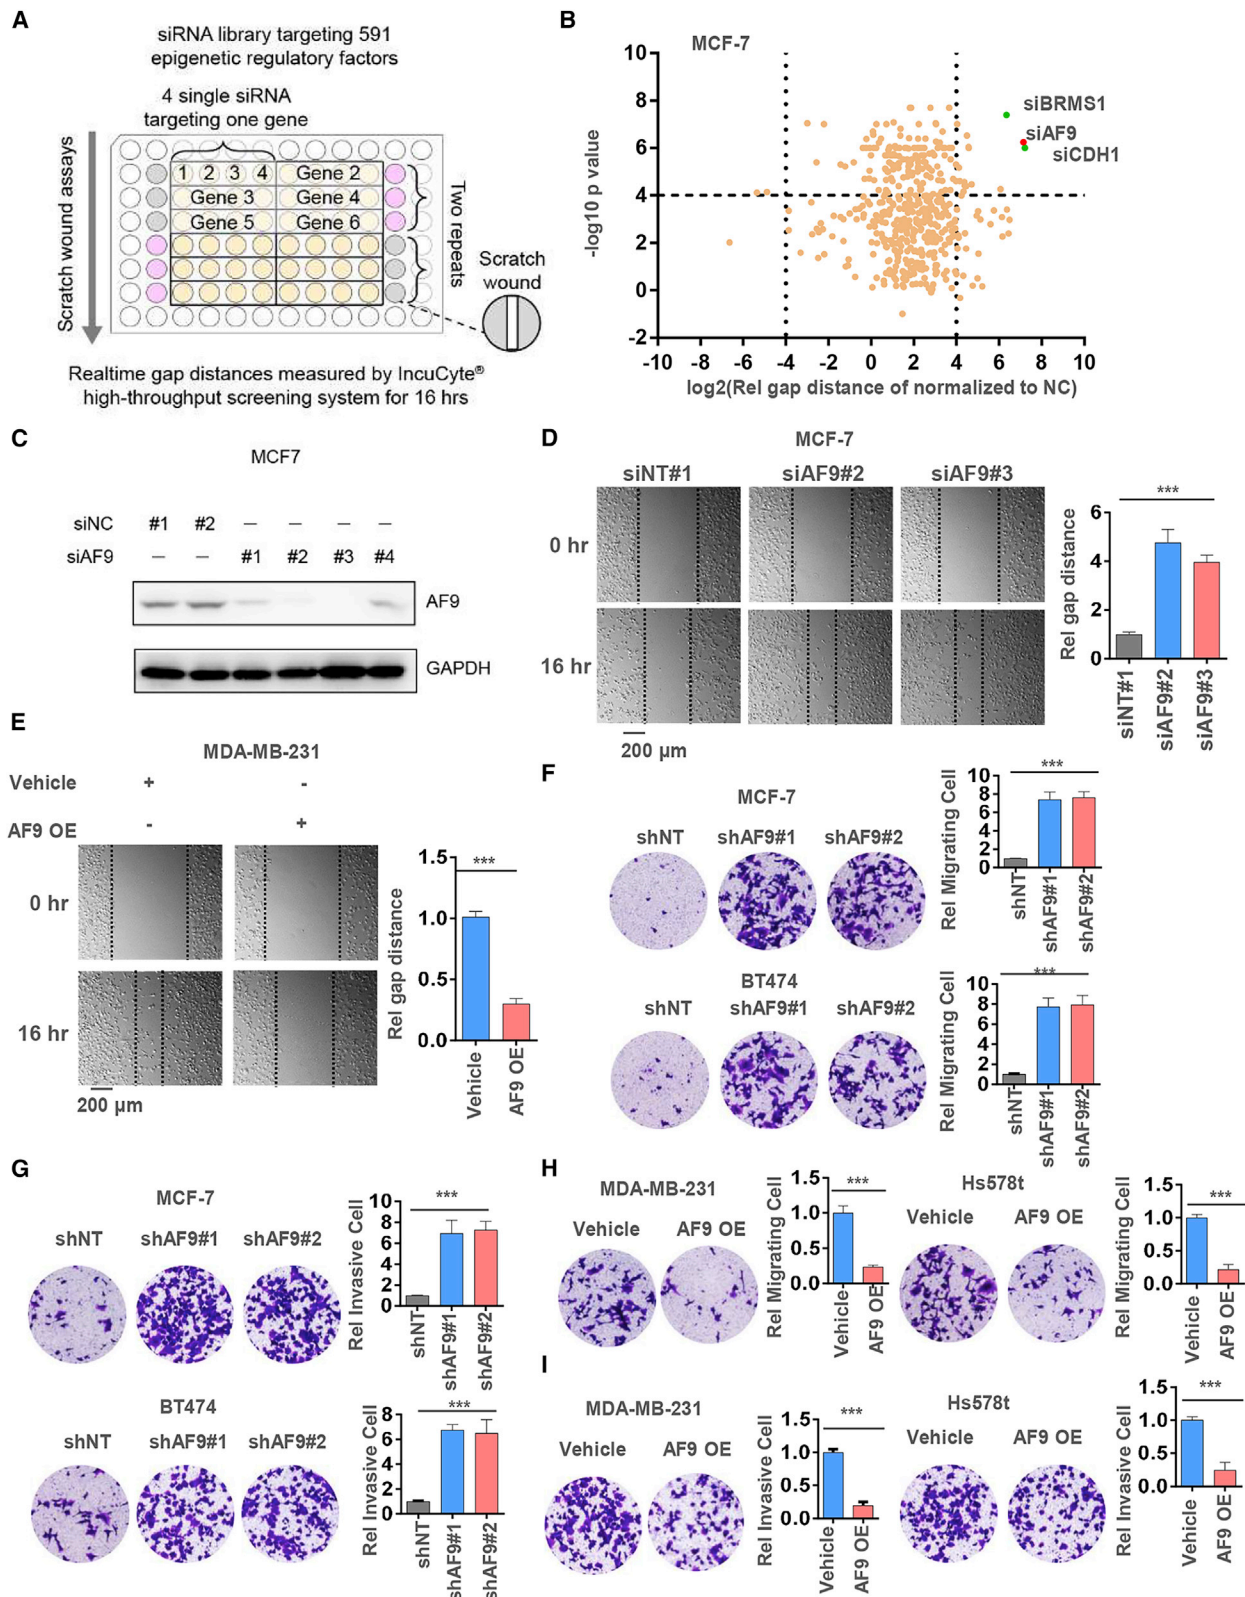 A
siRNA library targeting 591
epigenetic regulatory factors
4 single siRNA
targeting one gene
Scratch wound assays
1 2 3 4 Gene 2
Gene 3 Gene 4
Gene 5 Gene 6
Two repeats
Scratch
wound
Realtime gap distances measured by IncuCyte®
high-throughput screening system for 16 hrs
B
MCF-7
-log10 p value
10
8
6
4
2
0
-2
siBRMS1
siAF9
siCDH1
-10 -8 -6 -4 -2 0 2 4 6 8 10
log2(Rel gap distance of normalized to NC)
C
MCF7
siNC #1 #2 – – – –
siAF9 – – #1 #2 #3 #4
AF9
GAPDH
D
MCF-7
siNT#1 siAF9#2 siAF9#3
0 hr
16 hr
200 µm
Rel gap distance
6
4
2
0
***
siNT#1
siAF9#2
siAF9#3
E
MDA-MB-231
Vehicle + -
AF9 OE - +
0 hr
16 hr
200 µm
Rel gap distance
1.5
1.0
0.5
0.0
***
Vehicle
AF9 OE
F
MCF-7
shNT shAF9#1 shAF9#2
Rel Migrating Cell
10
8
6
4
2
0
***
shNT
shAF9#1
shAF9#2
BT474
shNT shAF9#1 shAF9#2
Rel Migrating Cell
10
8
6
4
2
0
***
shNT
shAF9#1
shAF9#2
G
MCF-7
shNT shAF9#1 shAF9#2
Rel Invasive Cell
10
8
6
4
2
0
***
shNT
shAF9#1
shAF9#2
BT474
shNT shAF9#1 shAF9#2
Rel Invasive Cell
8
6
4
2
0
***
shNT
shAF9#1
shAF9#2
H
MDA-MB-231
Vehicle AF9 OE
Rel Migrating Cell
1.5
1.0
0.5
0.0
***
Vehicle
AF9 OE
Hs578t
Vehicle AF9 OE
Rel Migrating Cell
1.5
1.0
0.5
0.0
***
Vehicle
AF9 OE
I
MDA-MB-231
Vehicle AF9 OE
Rel Invasive Cell
1.5
1.0
0.5
0.0
***
Vehicle
AF9 OE
Hs578t
Vehicle AF9 OE
Rel Invasive Cell
1.5
1.0
0.5
0.0
***
Vehicle
AF9 OE